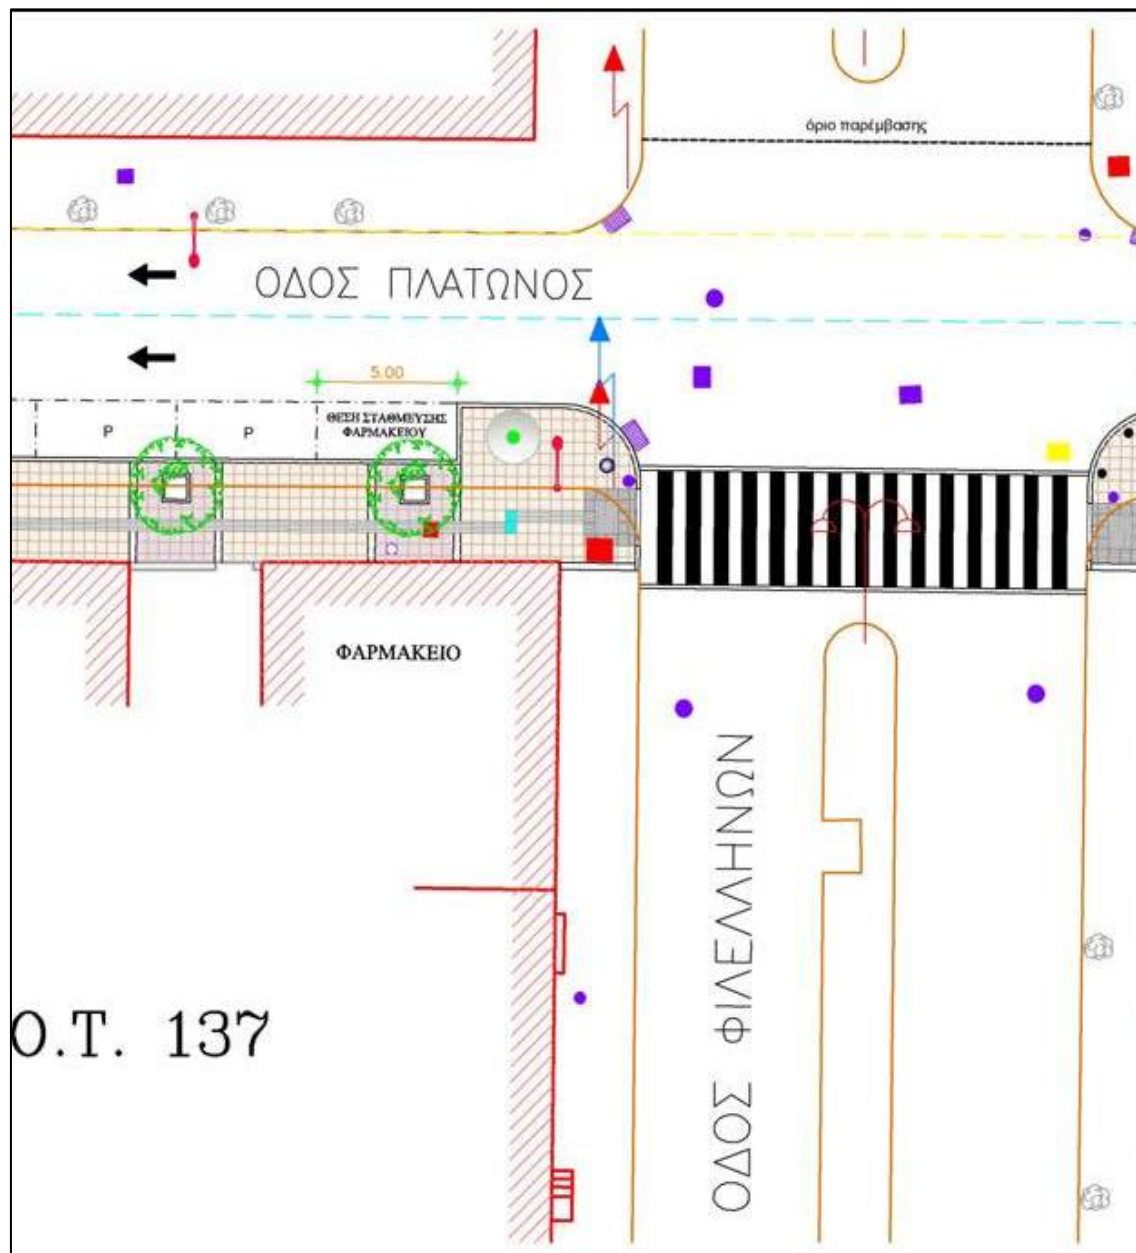 όριο παρέμβασης
ΟΔΟΣ ΠΛΑΤΩΝΟΣ
5.00
P
P
ΘΕΣΗ ΣΤΑΘΜΕΥΣΗΣ
ΦΑΡΜΑΚΕΙΟΥ
ΦΑΡΜΑΚΕΙΟ
ΟΔΟΣ ΦΙΛΕΛΛΗΝΩΝ
Ο.Τ. 137